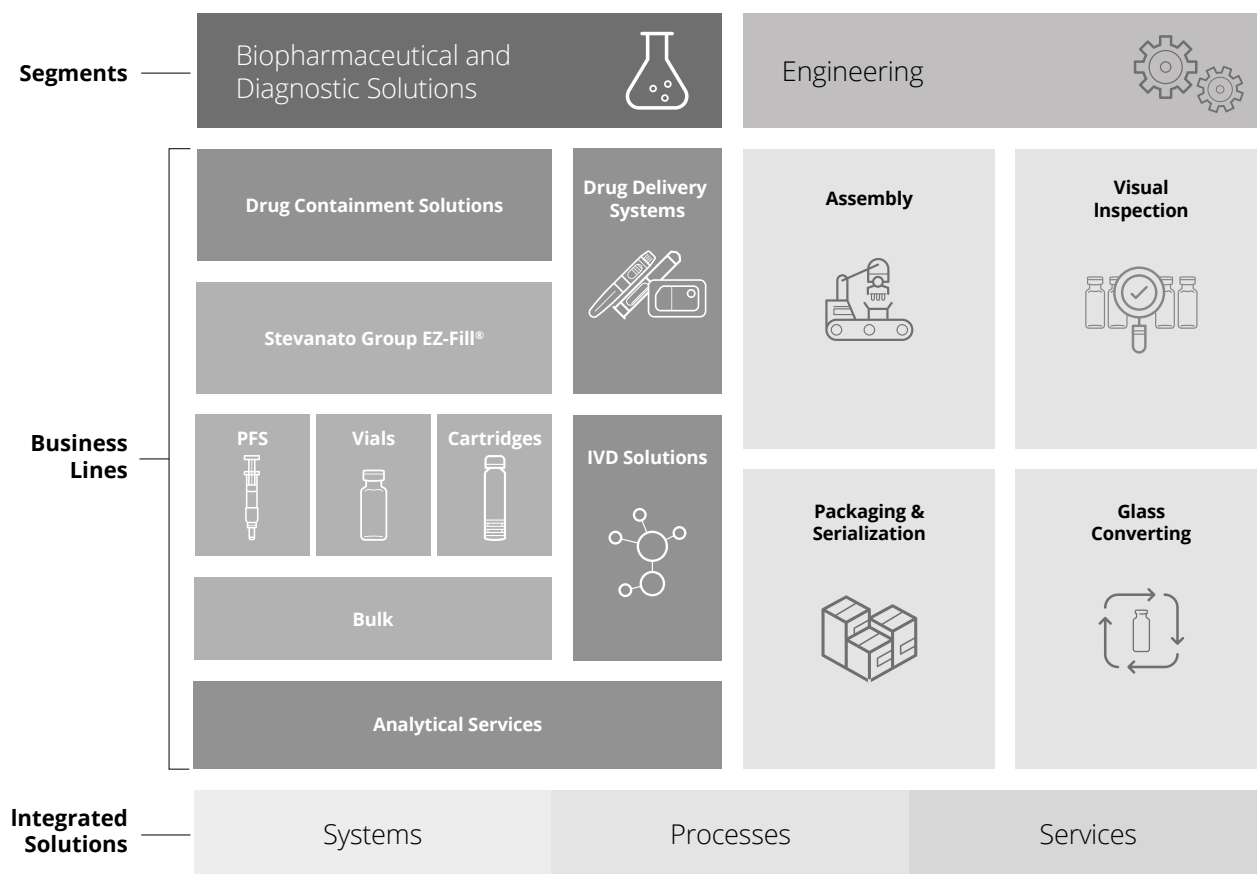 Segments
Biopharmaceutical and
Diagnostic Solutions
Engineering
Business
Lines
Drug Containment Solutions
Drug Delivery
Systems
Stevanato Group EZ-Fill®
PFS
Vials
Cartridges
IVD Solutions
Bulk
Analytical Services
Assembly
Visual
Inspection
Packaging &
Serialization
Glass
Converting
Integrated
Solutions
Systems
Processes
Services